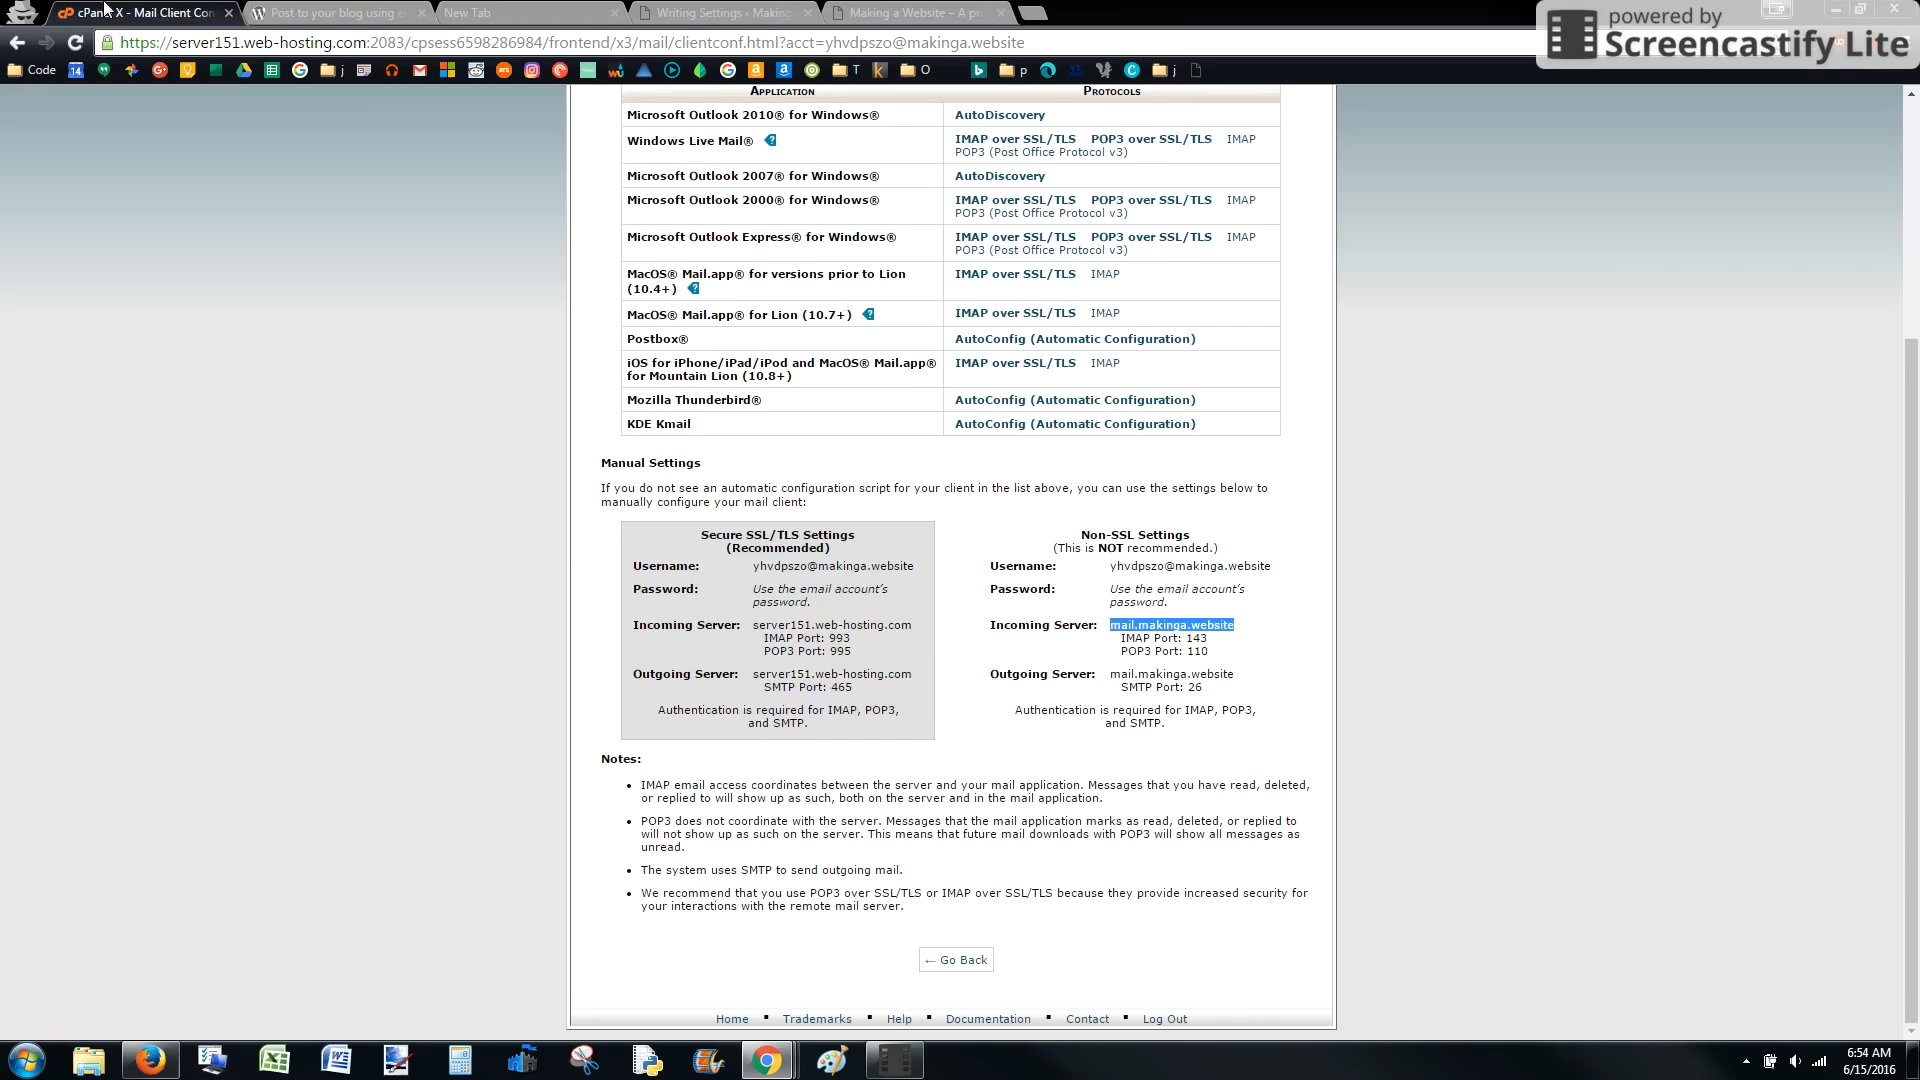 cPanel X - Mail Client Con
Post to your blog using e
New Tab
Writing Settings ‹ Making
Making a Website – A pr
powered by
Screencastify Lite
https://server151.web-hosting.com:2083/cpsess6598286984/frontend/x3/mail/clientconf.html?acct=yhvdpszo@makinga.website
Code
14
j
T
O
p
j
APPLICATION PROTOCOLS
Microsoft Outlook 2010® for Windows® AutoDiscovery
Windows Live Mail® ? IMAP over SSL/TLS POP3 over SSL/TLS IMAP
POP3 (Post Office Protocol v3)
Microsoft Outlook 2007® for Windows® AutoDiscovery
Microsoft Outlook 2000® for Windows® IMAP over SSL/TLS POP3 over SSL/TLS IMAP
POP3 (Post Office Protocol v3)
Microsoft Outlook Express® for Windows® IMAP over SSL/TLS POP3 over SSL/TLS IMAP
POP3 (Post Office Protocol v3)
MacOS® Mail.app® for versions prior to Lion IMAP over SSL/TLS IMAP
(10.4+) ?
MacOS® Mail.app® for Lion (10.7+) ? IMAP over SSL/TLS IMAP
Postbox® AutoConfig (Automatic Configuration)
iOS for iPhone/iPad/iPod and MacOS® Mail.app® IMAP over SSL/TLS IMAP
for Mountain Lion (10.8+)
Mozilla Thunderbird® AutoConfig (Automatic Configuration)
KDE Kmail AutoConfig (Automatic Configuration)
Manual Settings
If you do not see an automatic configuration script for your client in the list above, you can use the settings below to
manually configure your mail client:
Secure SSL/TLS Settings
(Recommended)
Username: yhvdpszo@makinga.website
Password: Use the email account’s
password.
Incoming Server: server151.web-hosting.com
IMAP Port: 993
POP3 Port: 995
Outgoing Server: server151.web-hosting.com
SMTP Port: 465
Authentication is required for IMAP, POP3,
and SMTP.
Non-SSL Settings
(This is NOT recommended.)
Username: yhvdpszo@makinga.website
Password: Use the email account’s
password.
Incoming Server: mail.makinga.website
IMAP Port: 143
POP3 Port: 110
Outgoing Server: mail.makinga.website
SMTP Port: 26
Authentication is required for IMAP, POP3,
and SMTP.
Notes:
• IMAP email access coordinates between the server and your mail application. Messages that you have read, deleted,
or replied to will show up as such, both on the server and in the mail application.
• POP3 does not coordinate with the server. Messages that the mail application marks as read, deleted, or replied to
will not show up as such on the server. This means that future mail downloads with POP3 will show all messages as
unread.
• The system uses SMTP to send outgoing mail.
• We recommend that you use POP3 over SSL/TLS or IMAP over SSL/TLS because they provide increased security for
your interactions with the remote mail server.
← Go Back
Home ▪ Trademarks ▪ Help ▪ Documentation ▪ Contact ▪ Log Out
6:54 AM
6/15/2016